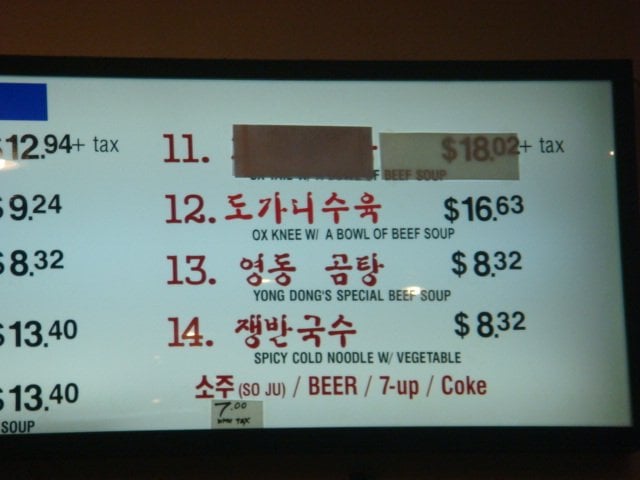 $12.94 + tax
11. $18.02 + tax
BEEF SOUP
$9.24
12. 도가니수육 $16.63
OX KNEE W/ A BOWL OF BEEF SOUP
$8.32
13. 영동 곰탕 $8.32
YONG DONG'S SPECIAL BEEF SOUP
$13.40
14. 쟁반국수 $8.32
SPICY COLD NOODLE W/ VEGETABLE
$13.40
소주 (SO JU) / BEER / 7-up / Coke
SOUP
7.00
TAX